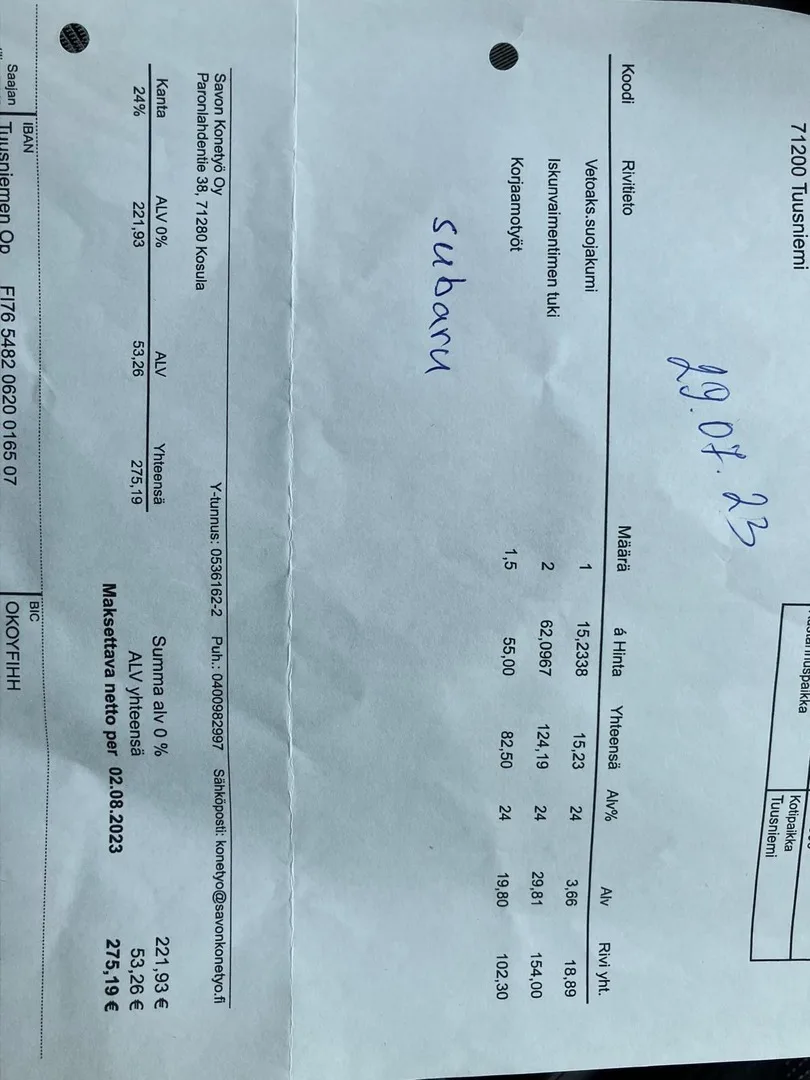 71200 Tuusniemi
Kotipaikka
Tuusniemi
29.07.23
Koodi Rivitieto Määrä á Hinta Yhteensä Alv% Alv Rivi yht.
Vetoaks.suojakumi 1 15,2338 15,23 24 3,66 18,89
Iskunvaimentimen tuki 2 62,0967 124,19 24 29,81 154,00
Korjaamotyöt 1,5 55,00 82,50 24 19,80 102,30
subaru
Savon Konetyö Oy Y-tunnus: 0536162-2 Puh.: 0400982997 Sähköposti: konetyo@savonkonetyo.fi
Paronlahdentie 38, 71280 Kosula
Kanta ALV 0% ALV Yhteensä Summa alv 0 % 221,93 €
24% 221,93 53,26 275,19 ALV yhteensä 53,26 €
Maksettava netto per 02.08.2023 275,19 €
IBAN BIC
Saajan Tuusniemen Op FI76 5482 0620 0165 07 OKOYFIHH